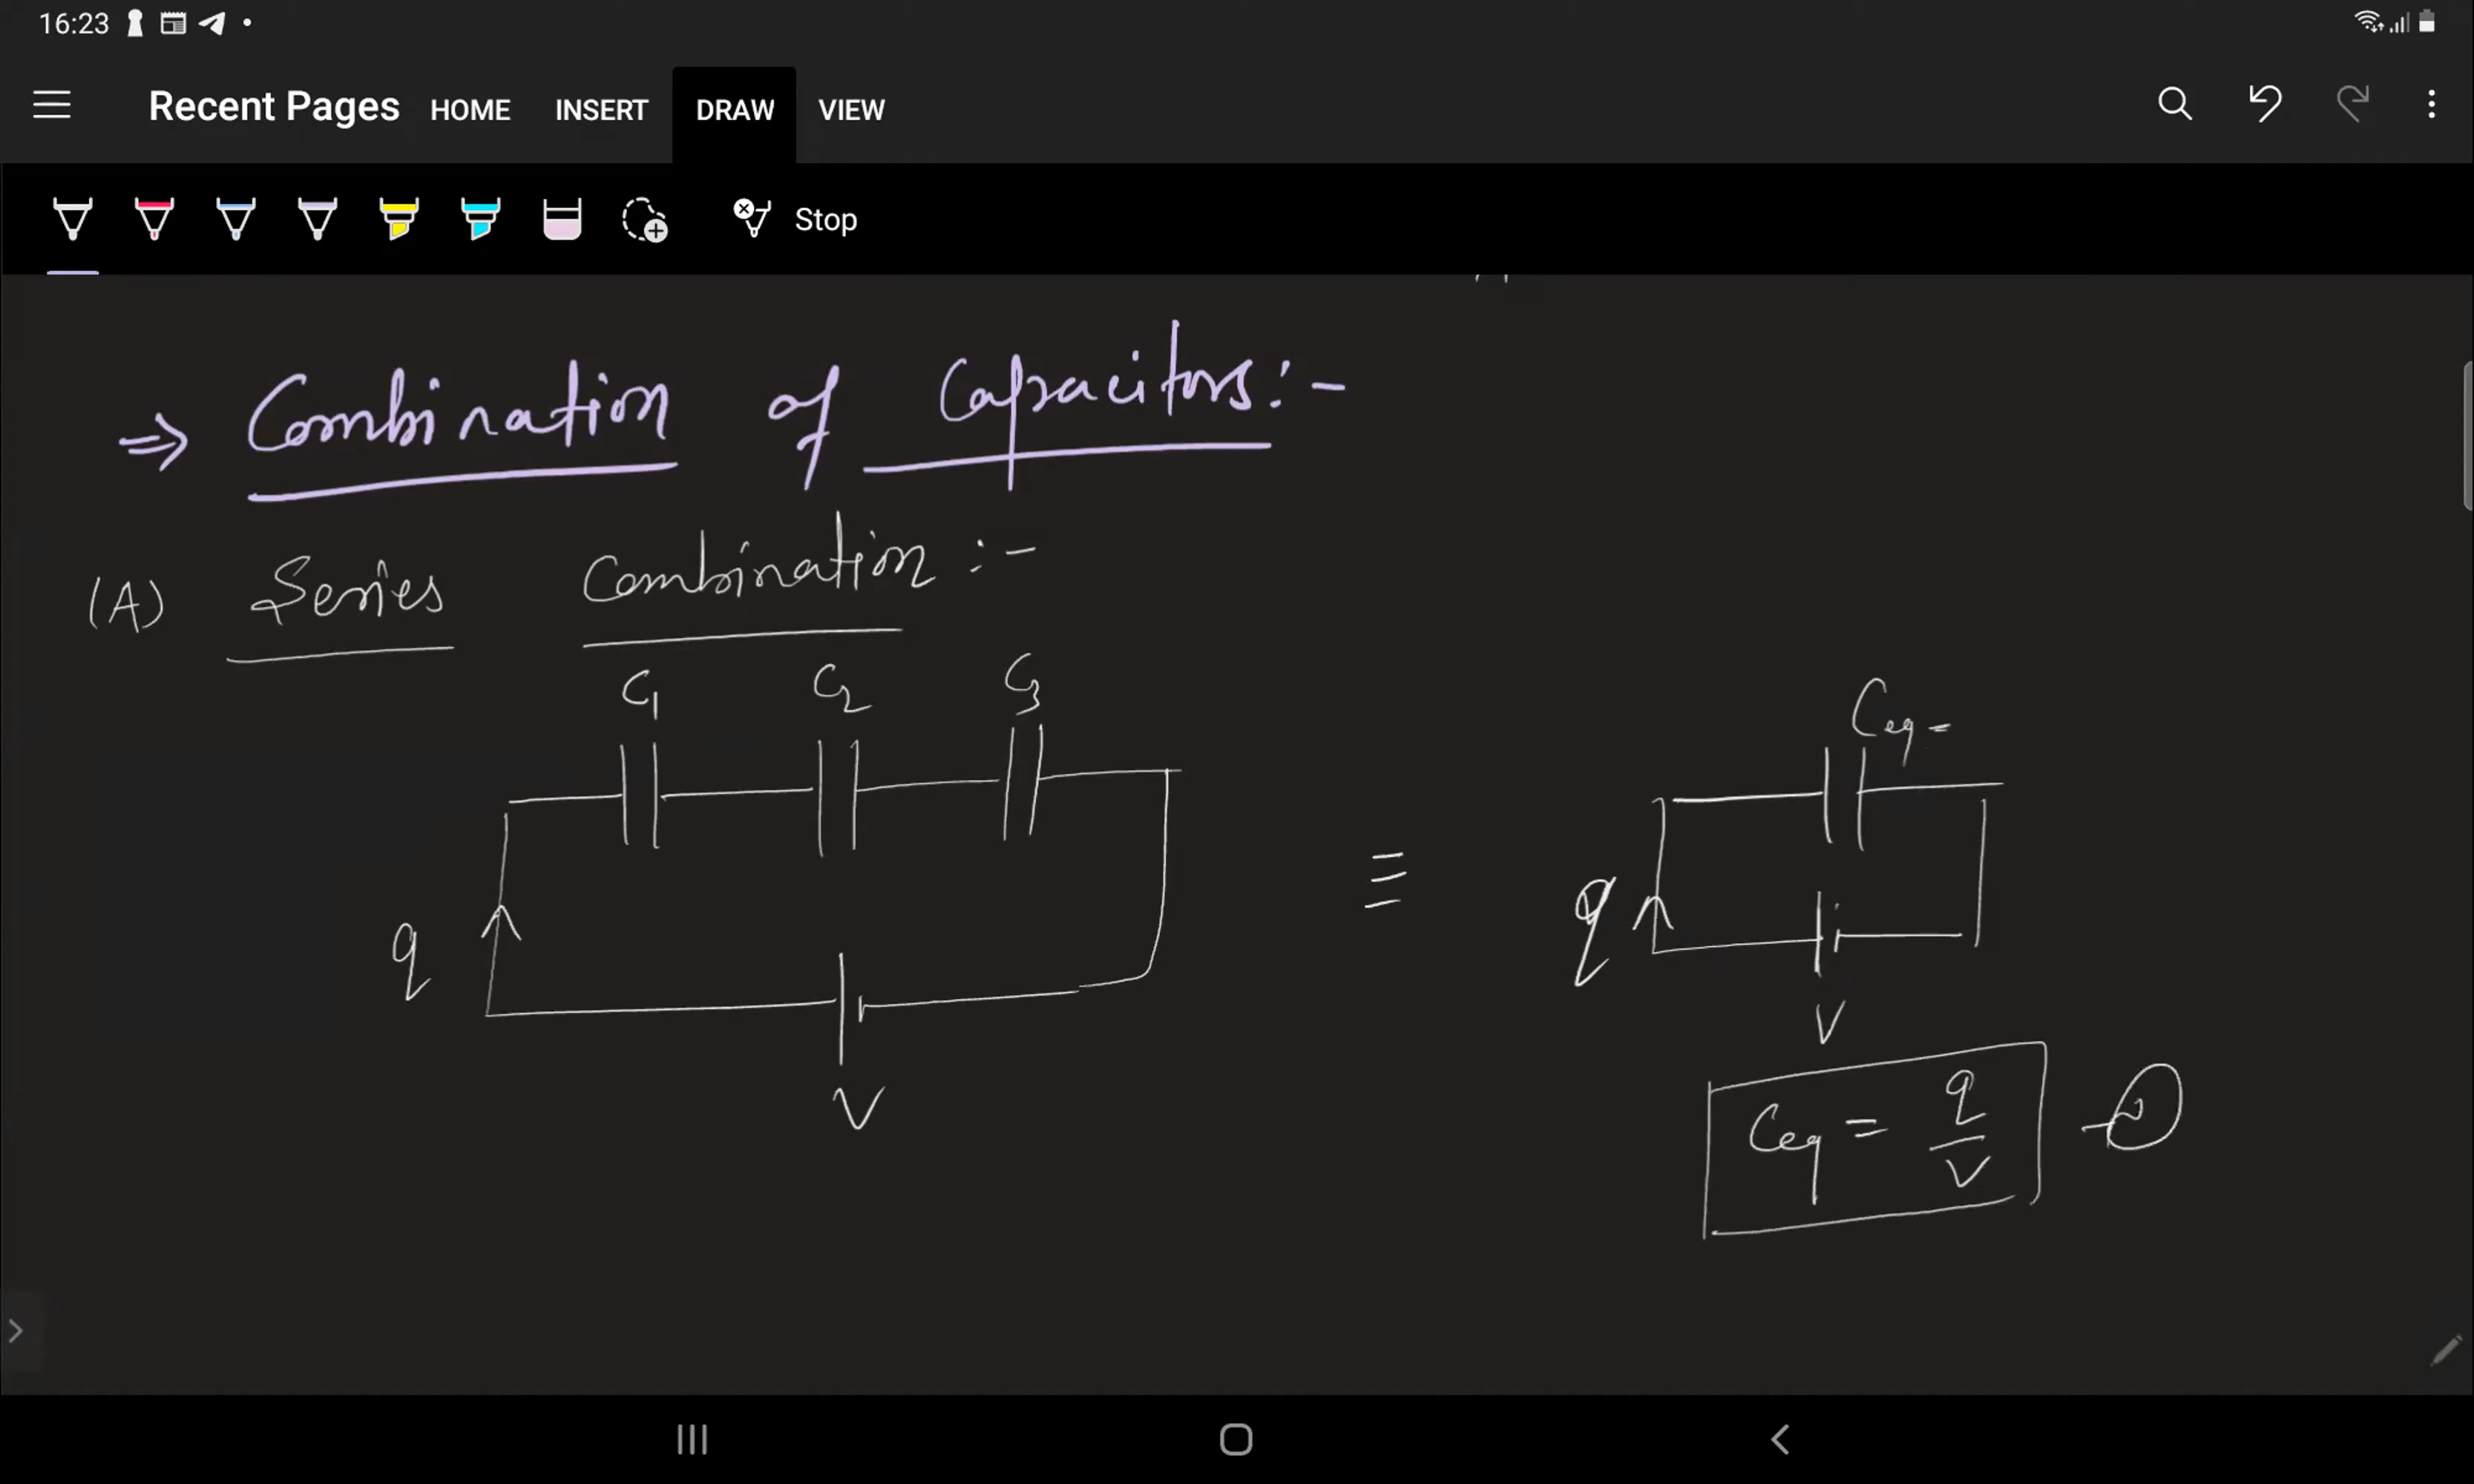 16:23
Recent Pages HOME INSERT DRAW VIEW
Stop
⇒ Combination of Capacitors:-
(A) Series Combination :-
C₁ C₂ C₃
Ceq =
q
≡
q
V
V
Ceq = q/V